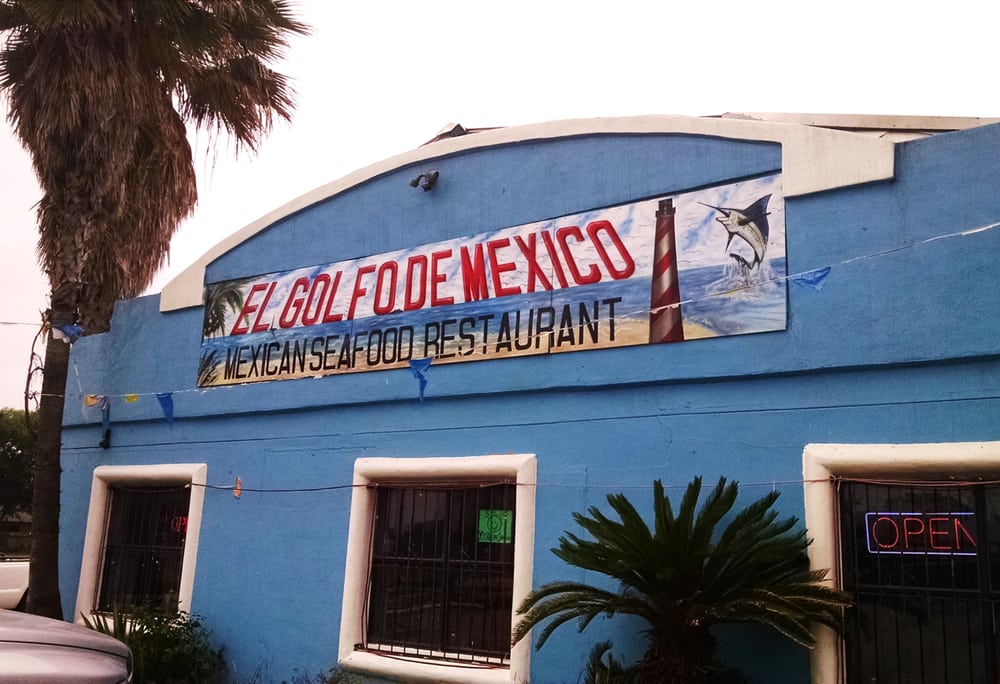 EL GOLFO DE MEXICO
MEXICAN SEAFOOD RESTAURANT
OPEN